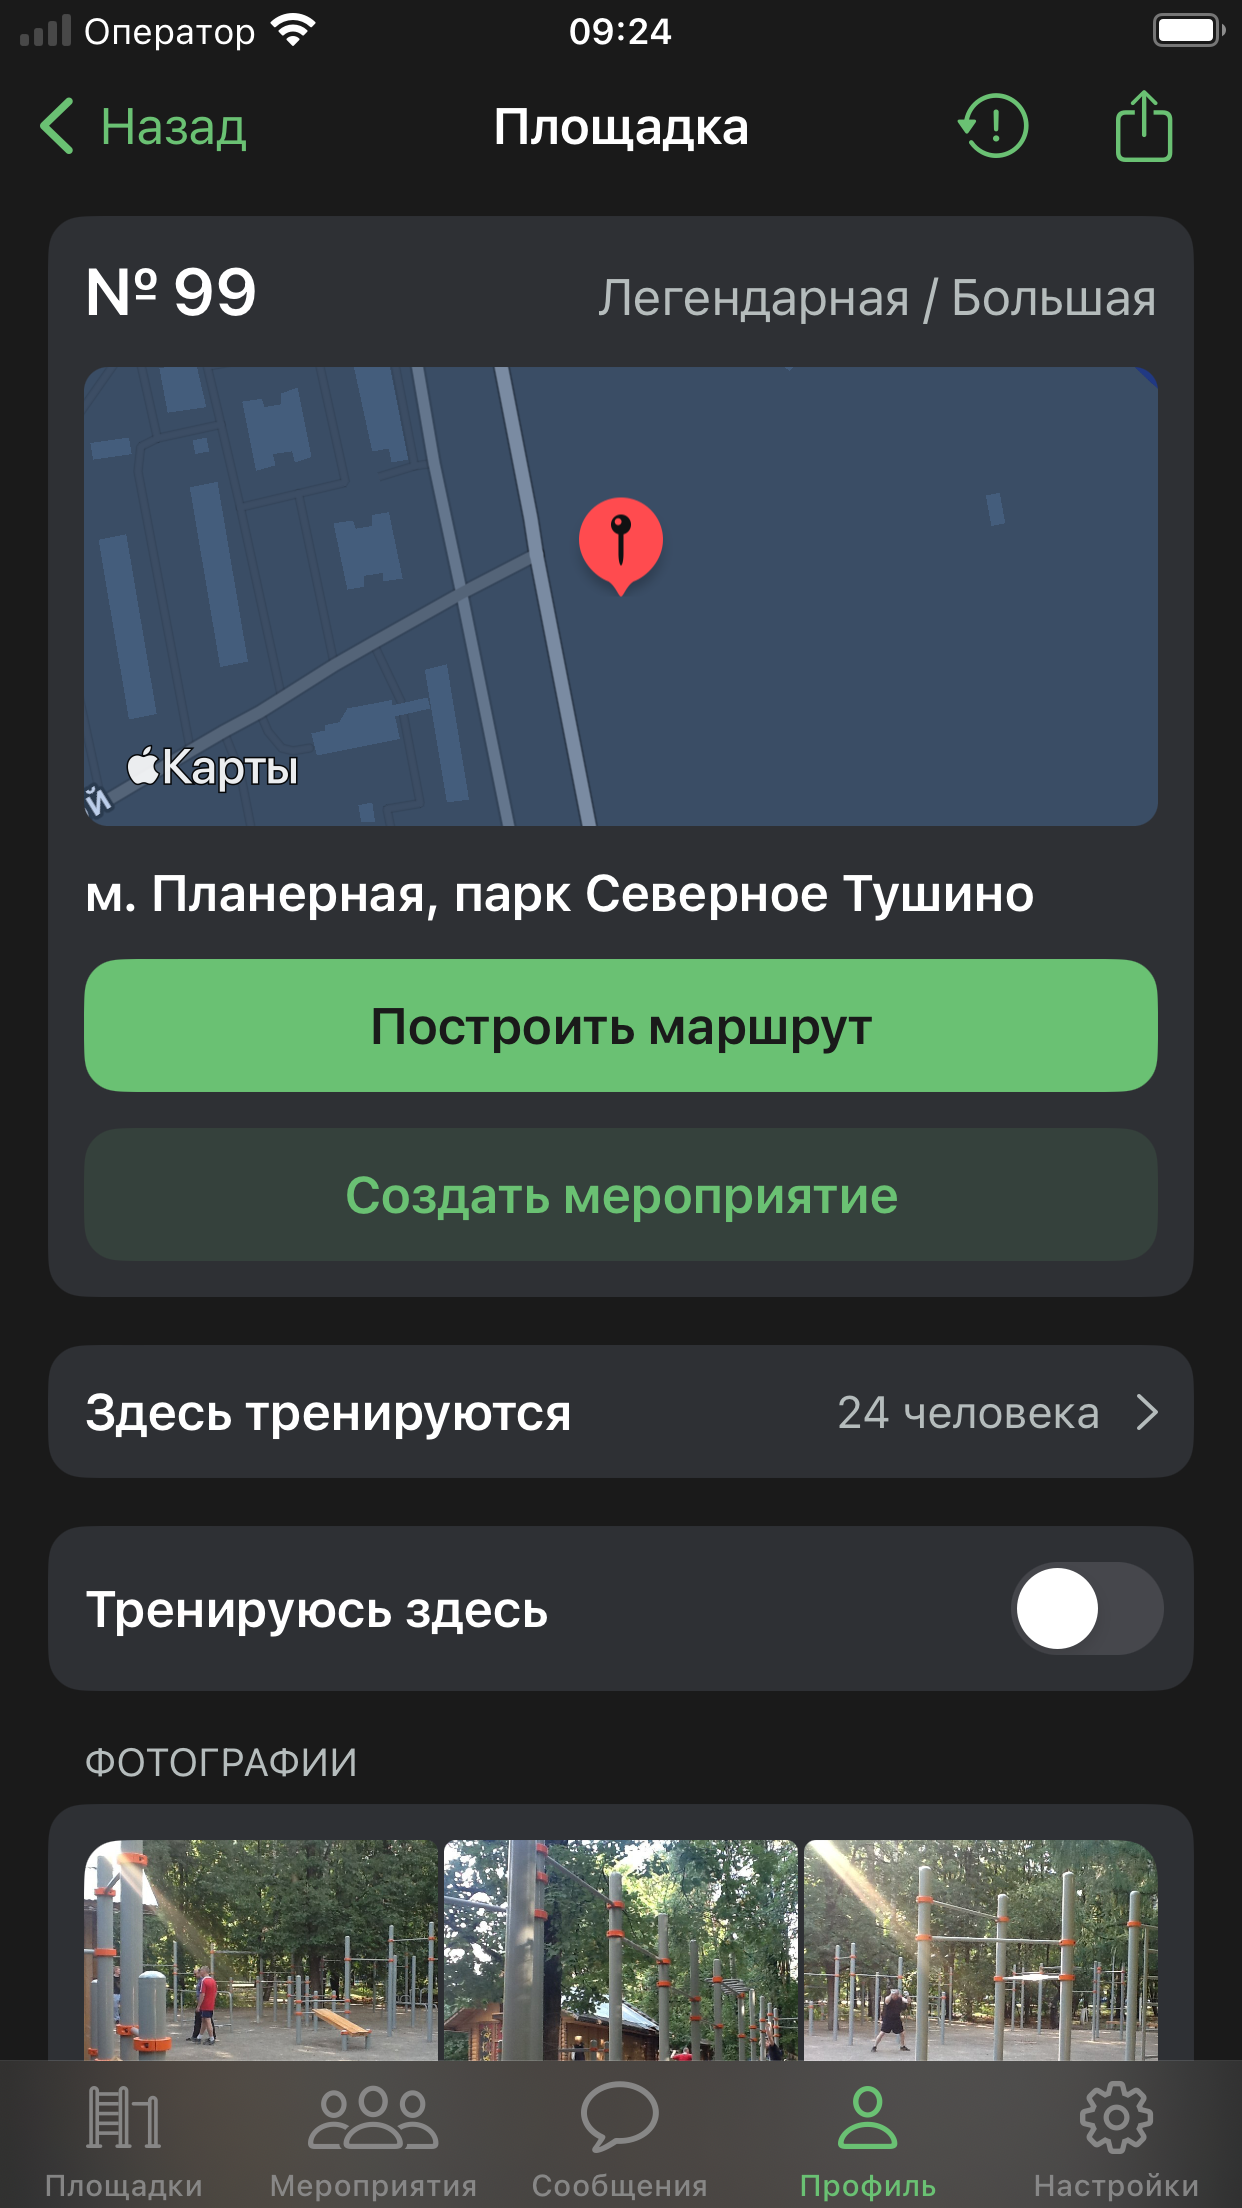 Оператор 09:24
Назад Площадка
№ 99 Легендарная / Большая
й
Карты
м. Планерная, парк Северное Тушино
Построить маршрут
Создать мероприятие
Здесь тренируются 24 человека
Тренируюсь здесь
ФОТОГРАФИИ
Площадки Мероприятия Сообщения Профиль Настройки